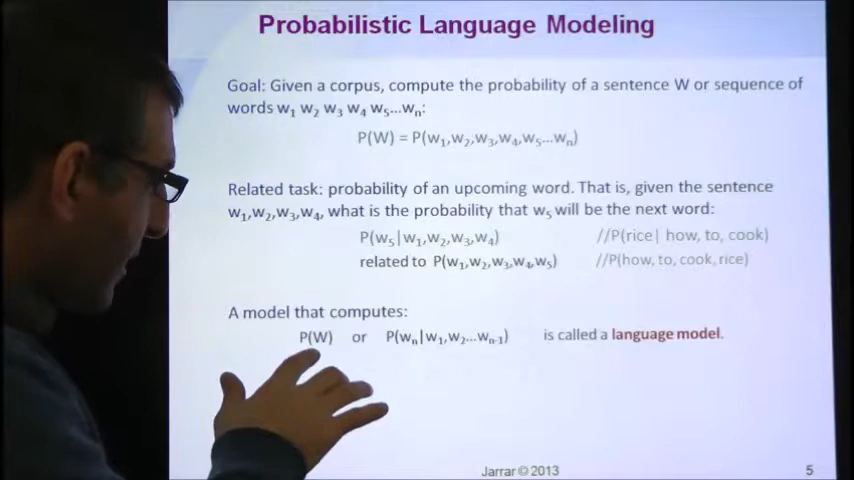 Probabilistic Language Modeling
Goal: Given a corpus, compute the probability of a sentence W or sequence of
words w₁ w₂ w₃ w₄ w₅…wₙ:
P(W) = P(w₁,w₂,w₃,w₄,w₅…wₙ)
Related task: probability of an upcoming word. That is, given the sentence
w₁,w₂,w₃,w₄, what is the probability that w₅ will be the next word:
P(w₅|w₁,w₂,w₃,w₄) //P(rice| how, to, cook)
related to P(w₁,w₂,w₃,w₄,w₅) //P(how, to, cook, rice)
A model that computes:
P(W) or P(wₙ|w₁,w₂…wₙ₋₁) is called a language model.
Jarrar © 2013 5